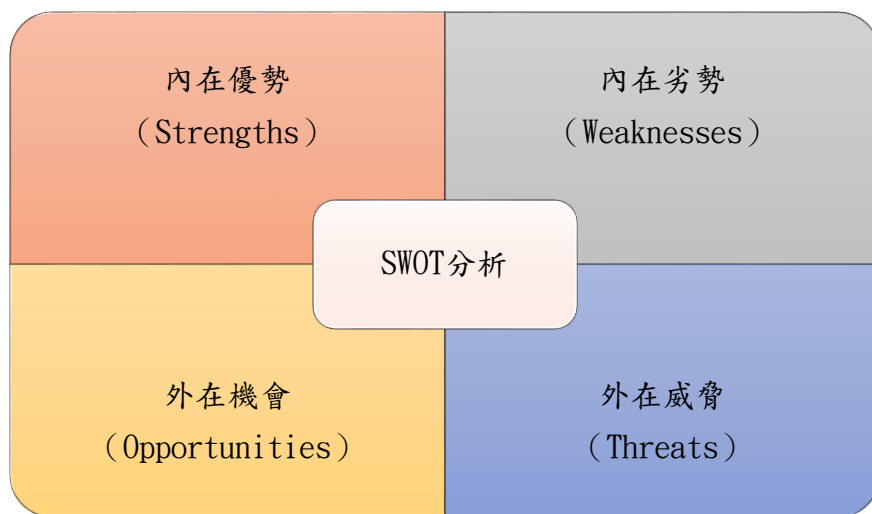 內在優勢
（Strengths）
內在劣勢
（Weaknesses）
SWOT分析
外在機會
（Opportunities）
外在威脅
（Threats）